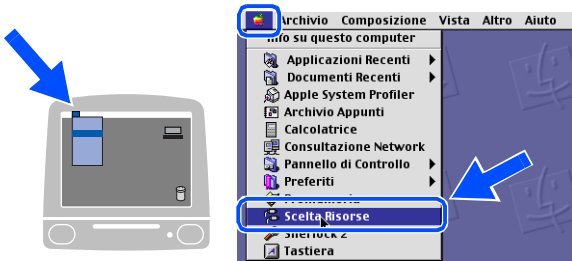 Archivio Composizione Vista Altro Aiuto
Info su questo computer
Applicazioni Recenti
Documenti Recenti
Apple System Profiler
Archivio Appunti
Calcolatrice
Consultazione Network
Pannello di Controllo
Preferiti
Promemoria
Scelta Risorse
Sherlock 2
Tastiera